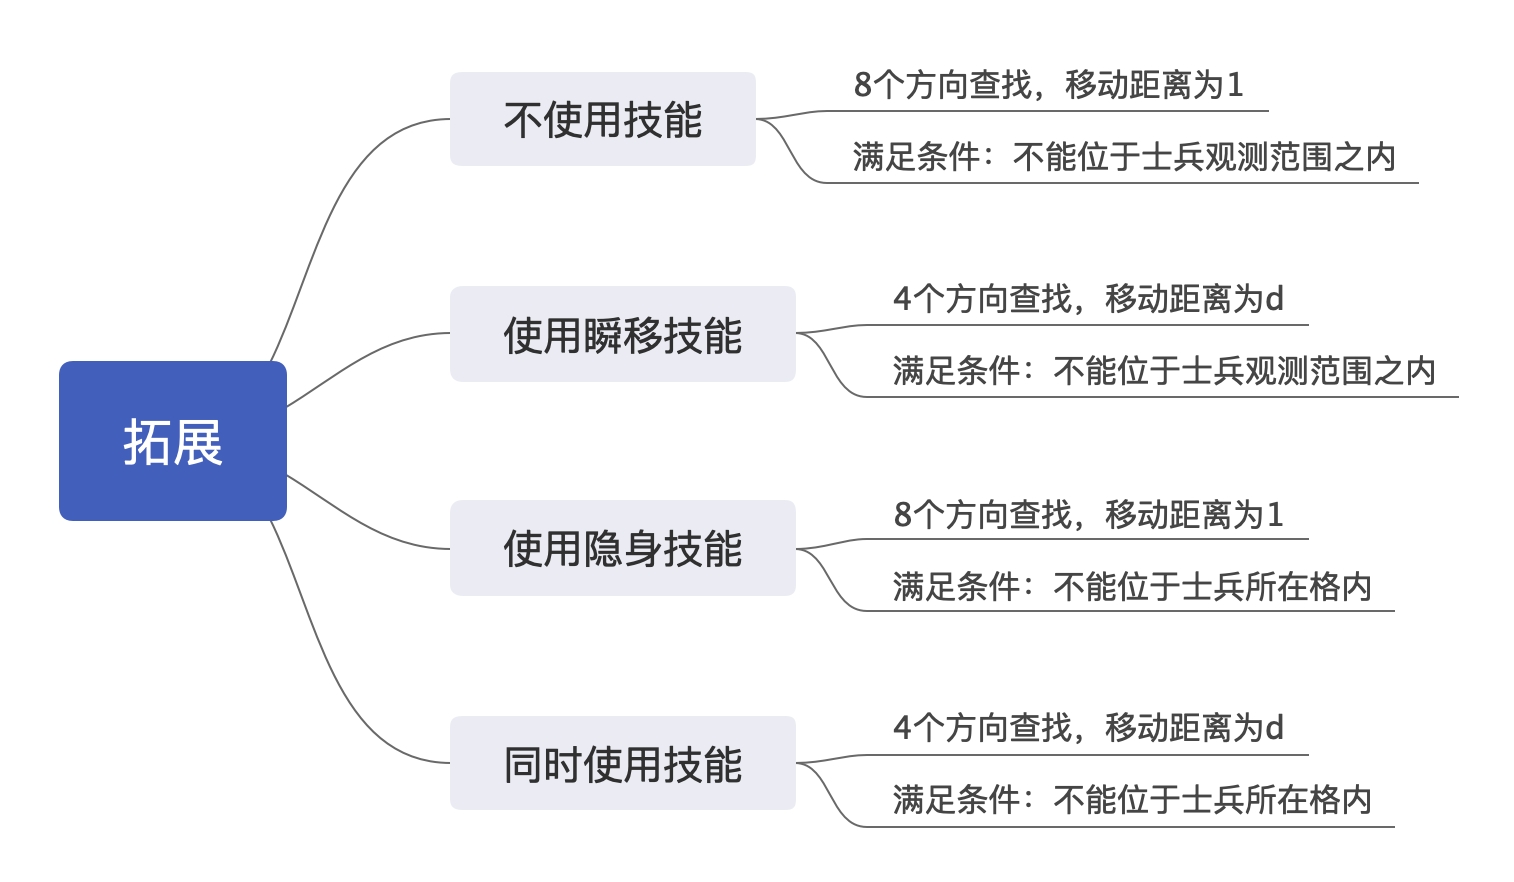 拓展
不使用技能
8个方向查找，移动距离为1
满足条件：不能位于士兵观测范围之内
使用瞬移技能
4个方向查找，移动距离为d
满足条件：不能位于士兵观测范围之内
使用隐身技能
8个方向查找，移动距离为1
满足条件：不能位于士兵所在格内
同时使用技能
4个方向查找，移动距离为d
满足条件：不能位于士兵所在格内